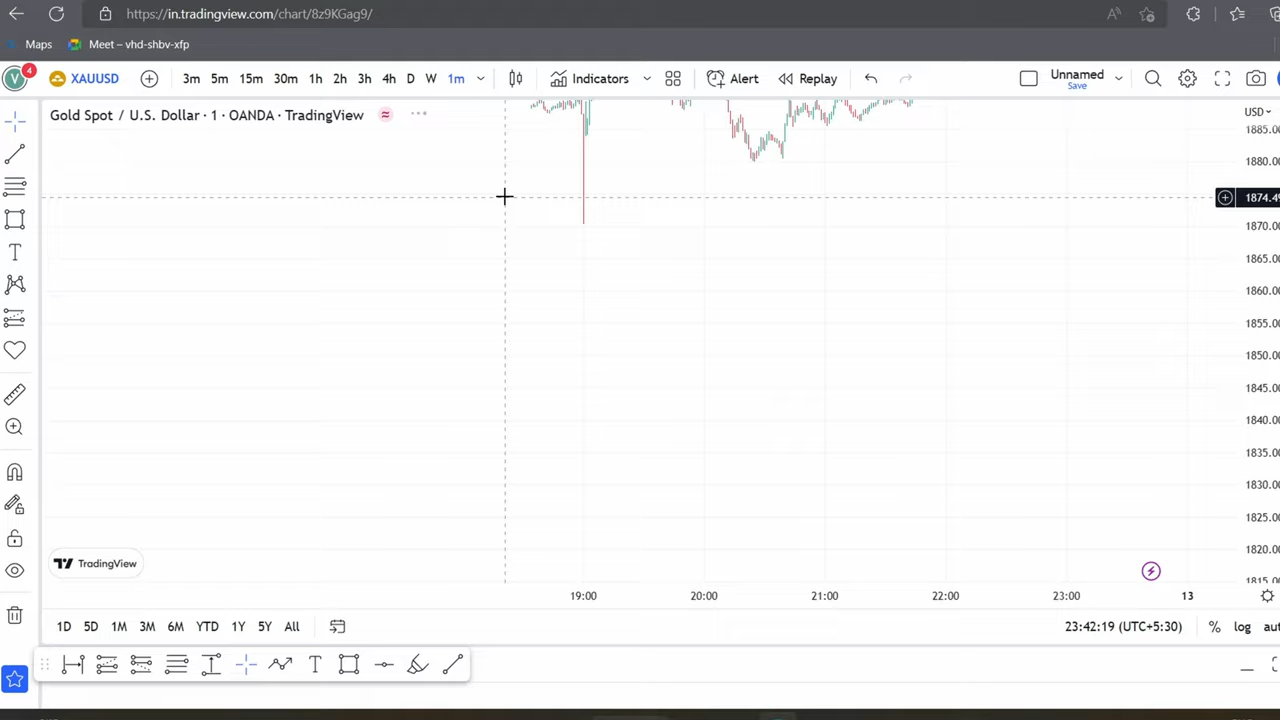 https://in.tradingview.com/chart/8z9KGag9/
Maps
Meet – vhd-shbv-xfp
V
4
XAUUSD
3m 5m 15m 30m 1h 2h 3h 4h D W 1m
Indicators
Alert
Replay
Unnamed
Save
Gold Spot / U.S. Dollar · 1 · OANDA · TradingView
USD
1885.00
1880.00
1874.49
1870.00
1865.00
1860.00
1855.00
1850.00
1845.00
1840.00
1835.00
1830.00
1825.00
1820.00
1815.00
TradingView
19:00 20:00 21:00 22:00 23:00 13
1D 5D 1M 3M 6M YTD 1Y 5Y All
23:42:19 (UTC+5:30)
% log